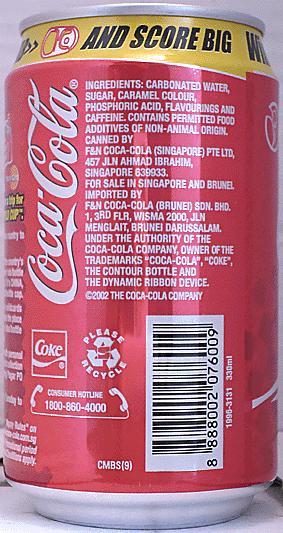 AND SCORE BIG
Coca-Cola
INGREDIENTS: CARBONATED WATER,
SUGAR, CARAMEL COLOUR,
PHOSPHORIC ACID, FLAVOURINGS AND
CAFFEINE. CONTAINS PERMITTED FOOD
ADDITIVES OF NON-ANIMAL ORIGIN.
CANNED BY
F&N COCA-COLA (SINGAPORE) PTE LTD,
457 JLN AHMAD IBRAHIM,
SINGAPORE 639933.
FOR SALE IN SINGAPORE AND BRUNEI.
IMPORTED BY
F&N COCA-COLA (BRUNEI) SDN. BHD.
1, 3RD FLR, WISMA 2000, JLN
MENGLAIT, BRUNEI DARUSSALAM.
UNDER THE AUTHORITY OF THE
COCA-COLA COMPANY, OWNER OF THE
TRADEMARKS "COCA-COLA", "COKE",
THE CONTOUR BOTTLE AND
THE DYNAMIC RIBBON DEVICE.
©2002 THE COCA-COLA COMPANY
Coke
PLEASE RECYCLE
CONSUMER HOTLINE
1800-860-4000
CMBS(9)
8 888002 076009
1996-3131 330ml